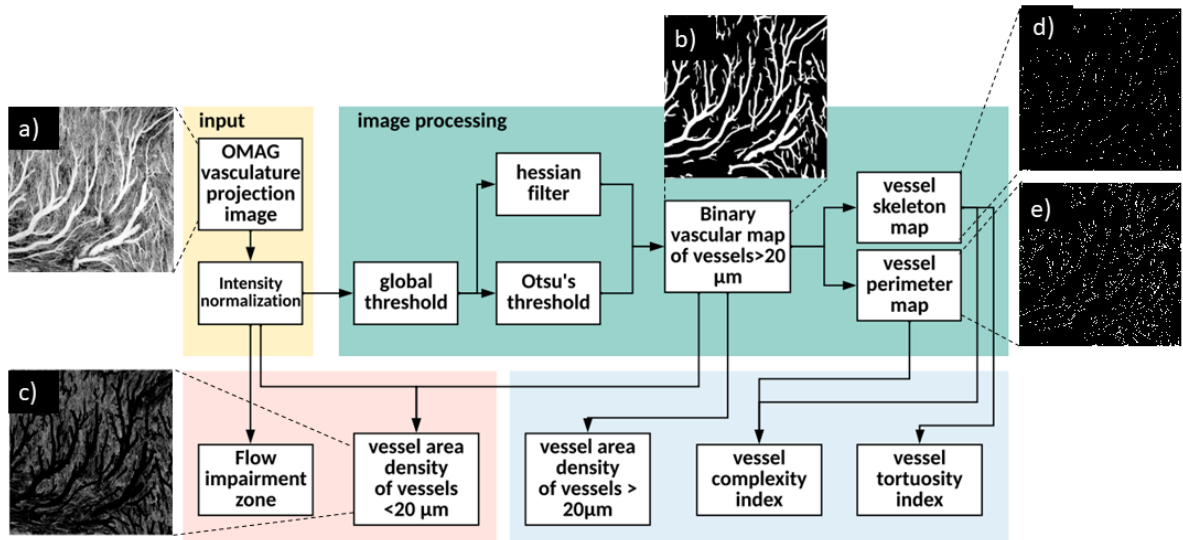 a)
input
OMAG
vasculature
projection
image
Intensity
normalization
image processing
global
threshold
hessian
filter
Otsu's
threshold
b)
Binary
vascular map
of vessels>20
μm
vessel
skeleton
map
vessel
perimeter
map
d)
e)
c)
Flow
impairment
zone
vessel area
density
of vessels
<20 μm
vessel area
density
of vessels >
20μm
vessel
complexity
index
vessel
tortuosity
index